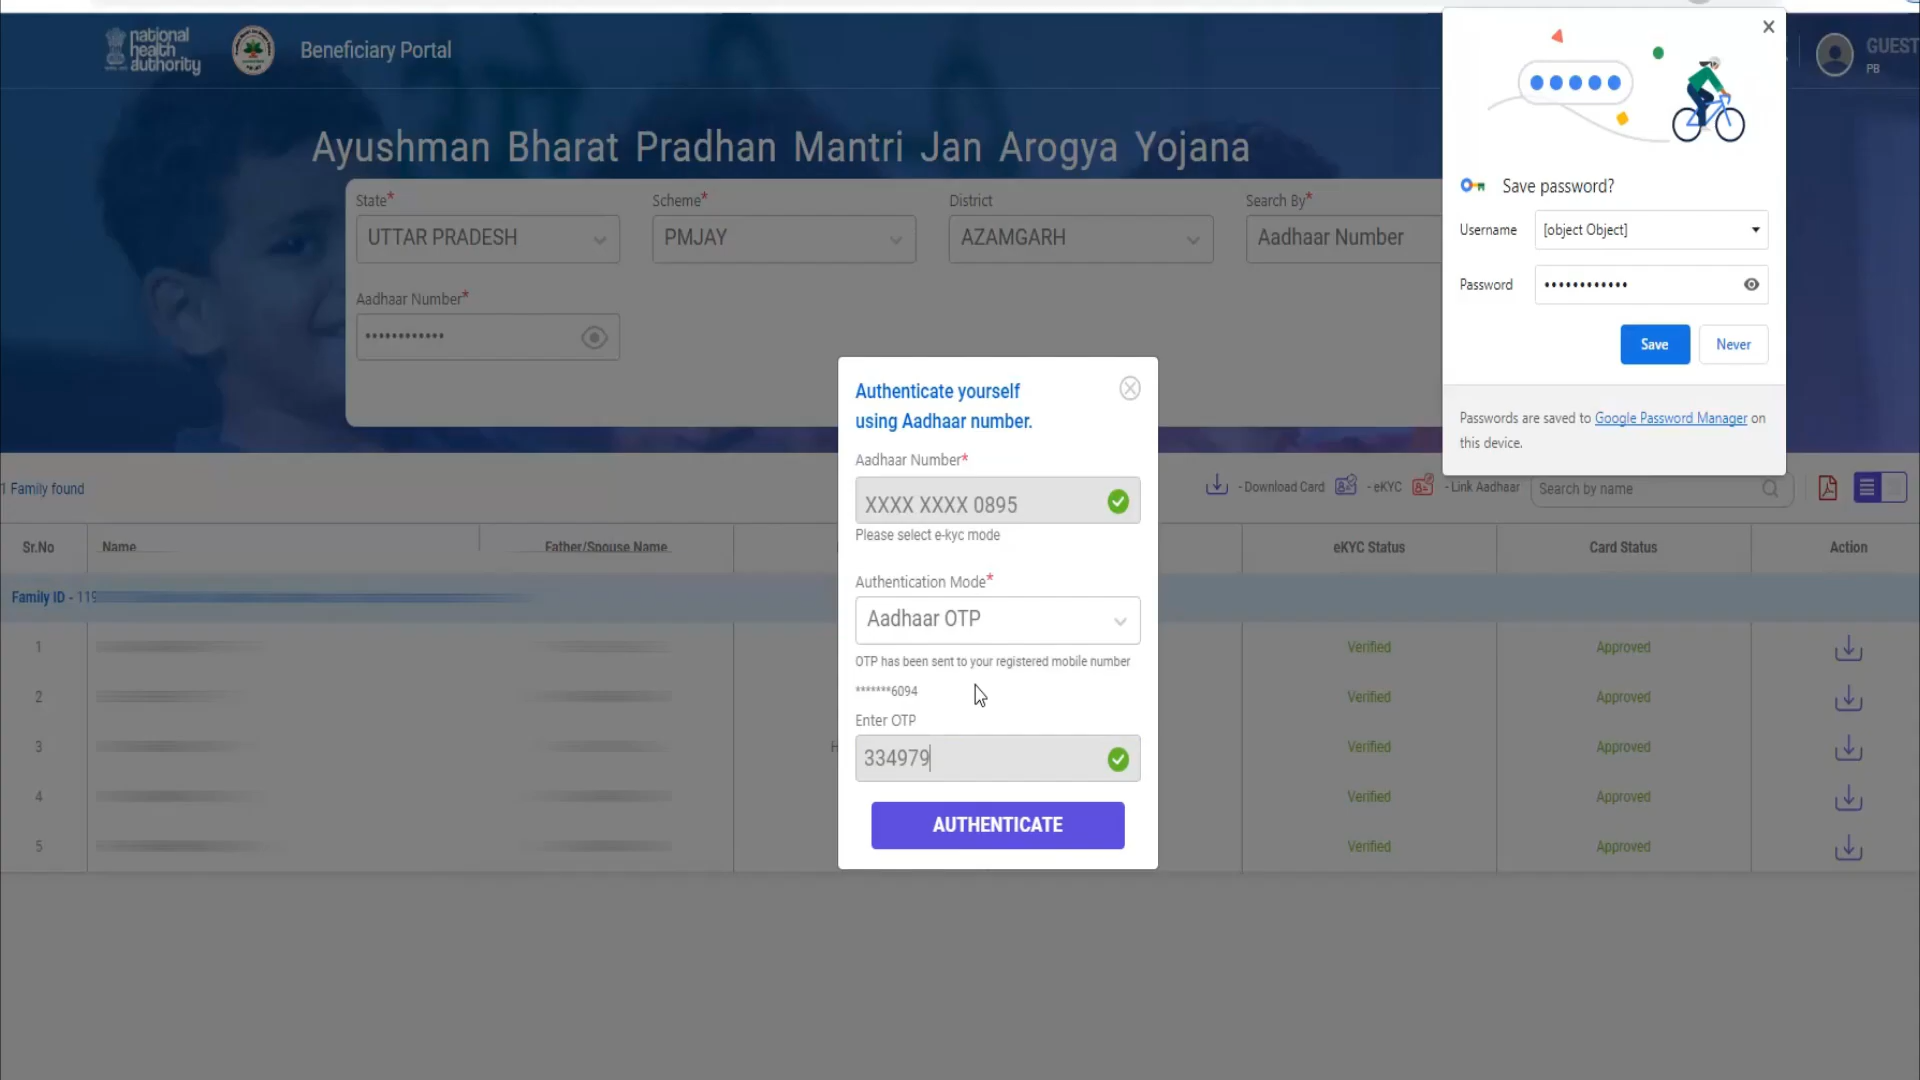 national
health
authority
Beneficiary Portal
GUEST
PB
Ayushman Bharat Pradhan Mantri Jan Arogya Yojana
State*
Scheme*
District
Search By*
UTTAR PRADESH
PMJAY
AZAMGARH
Aadhaar Number
Aadhaar Number*
••••••••••••
Save password?
Username
[object Object]
Password
••••••••••••
Save
Never
Passwords are saved to Google Password Manager on
this device.
Authenticate yourself
using Aadhaar number.
Aadhaar Number*
XXXX XXXX 0895
Please select e-kyc mode
Authentication Mode*
Aadhaar OTP
OTP has been sent to your registered mobile number
*******6094
Enter OTP
334979
AUTHENTICATE
1 Family found
- Download Card
- eKYC
- Link Aadhaar
Search by name
Sr.No
Name
Father/Spouse Name
eKYC Status
Card Status
Action
Family ID - 119
1
Verified
Approved
2
Verified
Approved
3
H
Verified
Approved
4
Verified
Approved
5
Verified
Approved